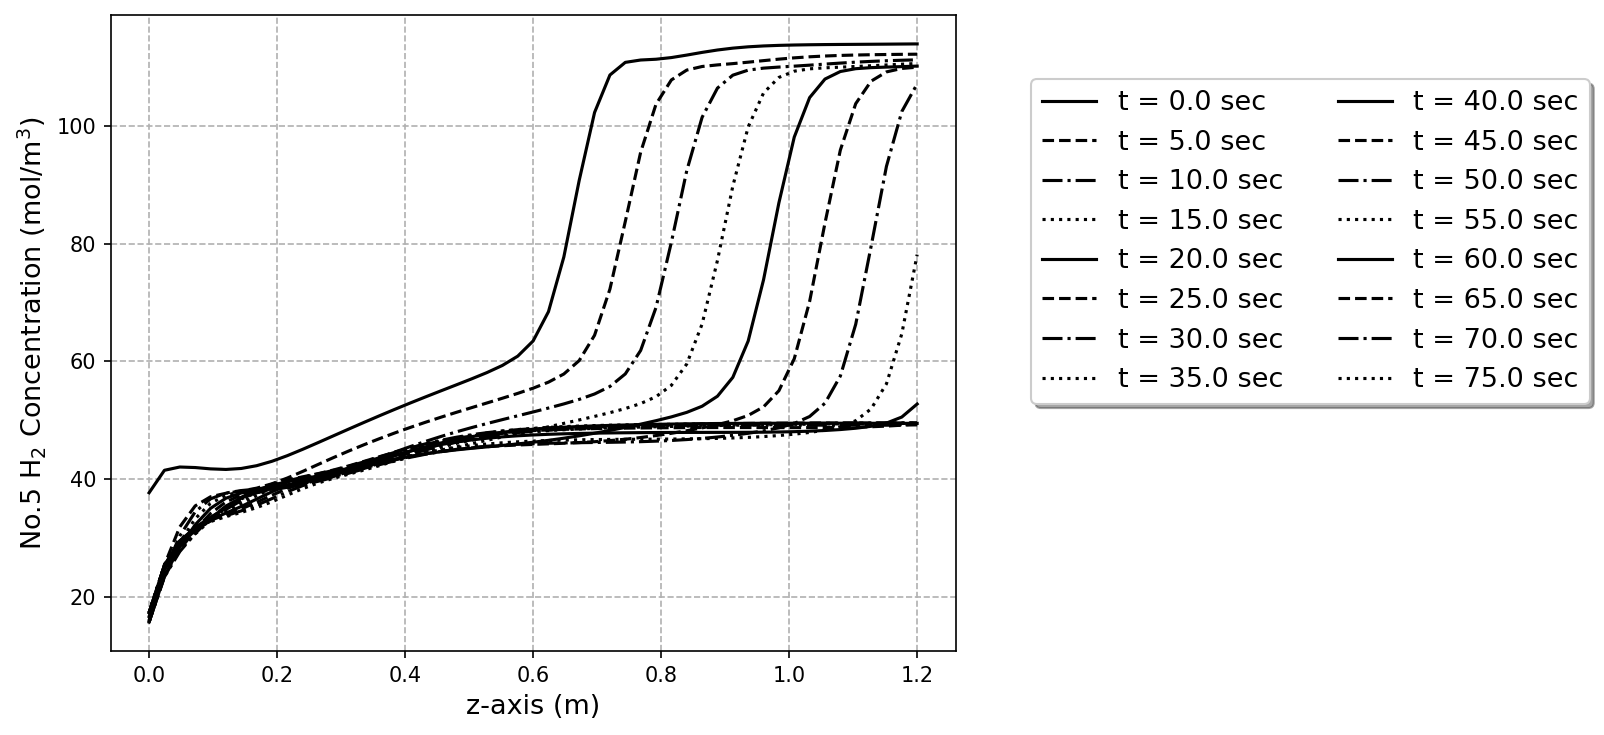 No.5 H₂ Concentration (mol/m³)
100
80
60
40
20
0.0 0.2 0.4 0.6 0.8 1.0 1.2
z-axis (m)
t = 0.0 sec
t = 5.0 sec
t = 10.0 sec
t = 15.0 sec
t = 20.0 sec
t = 25.0 sec
t = 30.0 sec
t = 35.0 sec
t = 40.0 sec
t = 45.0 sec
t = 50.0 sec
t = 55.0 sec
t = 60.0 sec
t = 65.0 sec
t = 70.0 sec
t = 75.0 sec